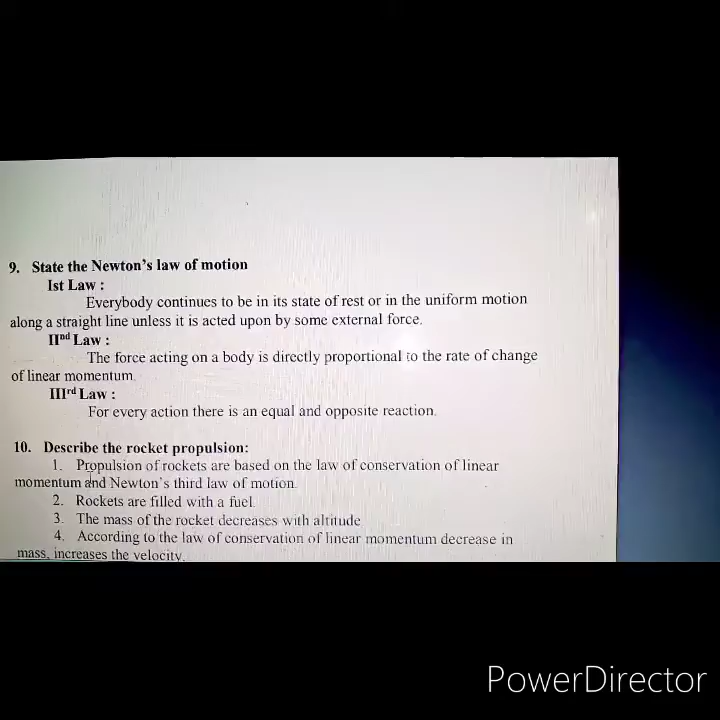 9. State the Newton's law of motion
Ist Law :
Everybody continues to be in its state of rest or in the uniform motion
along a straight line unless it is acted upon by some external force.
IInd Law :
The force acting on a body is directly proportional to the rate of change
of linear momentum.
IIIrd Law :
For every action there is an equal and opposite reaction.
10. Describe the rocket propulsion:
1. Propulsion of rockets are based on the law of conservation of linear
momentum and Newton's third law of motion.
2. Rockets are filled with a fuel.
3. The mass of the rocket decreases with altitude
4. According to the law of conservation of linear momentum decrease in
mass, increases the velocity.
PowerDirector